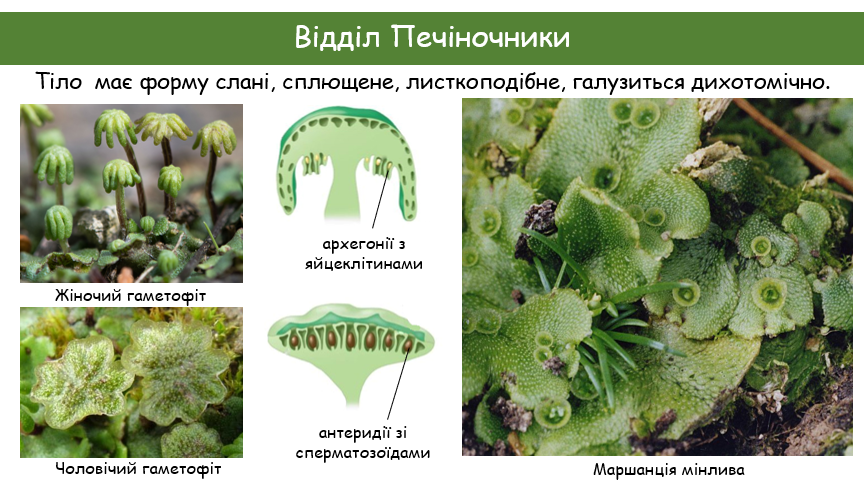 Відділ Печіночники
Тіло має форму слані, сплющене, листкоподібне, галузиться дихотомічно.
архегонії з
яйцеклітинами
Жіночий гаметофіт
антеридії зі
сперматозоїдами
Чоловічий гаметофіт
Маршанція мінлива